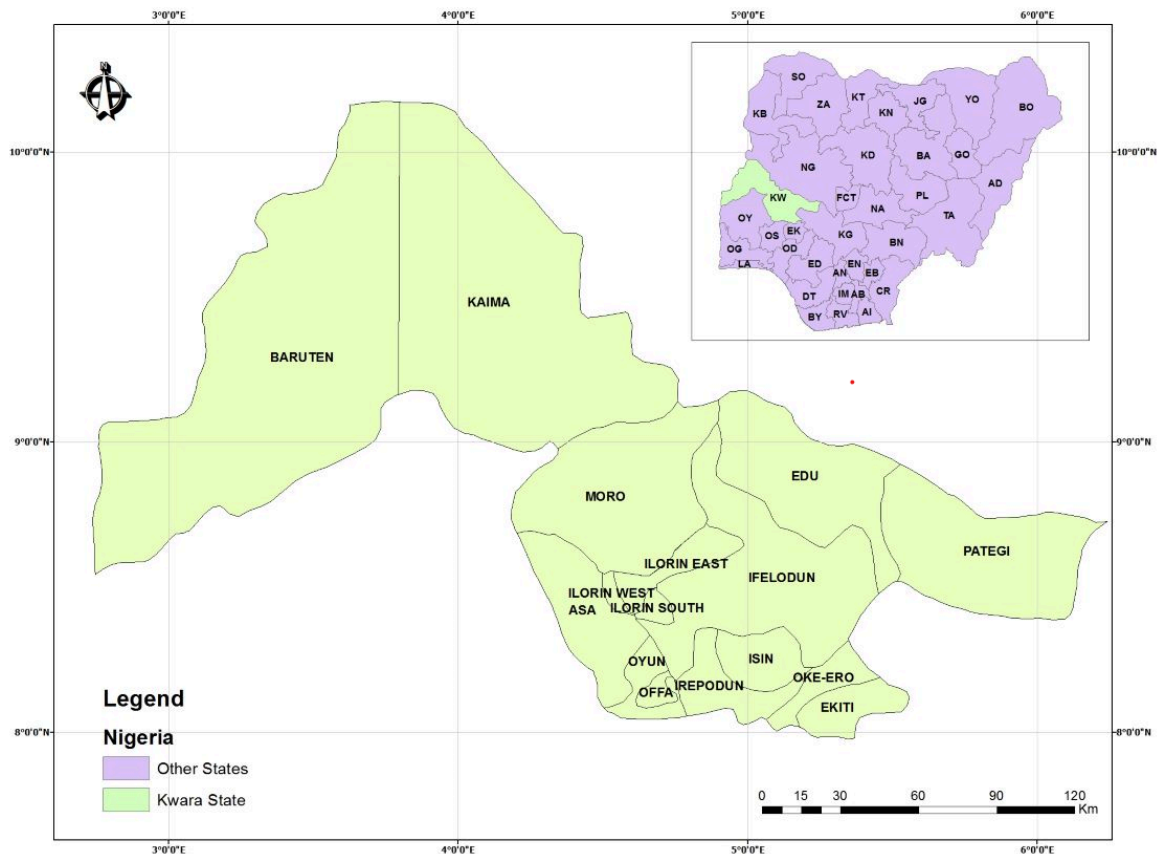 3°0'0"E 4°0'0"E 5°0'0"E 6°0'0"E
N
10°0'0"N 10°0'0"N
9°0'0"N 9°0'0"N
8°0'0"N 8°0'0"N
SO
KT
JG
YO
BO
ZA
KB
KN
KD
BA
GO
NG
AD
PL
KW
FCT
NA
TA
OY
EK
OS
KG
BN
OG
OD
LA
ED
EN
AN
EB
DT
IM
AB
CR
BY
RV
AI
KAIMA
BARUTEN
EDU
MORO
PATEGI
ILORIN EAST
IFELODUN
ILORIN WEST
ASA
ILORIN SOUTH
OYUN
ISIN
OFFA
IREPODUN
OKE-ERO
EKITI
Legend
Nigeria
Other States
Kwara State
0 15 30 60 90 120
Km
3°0'0"E 4°0'0"E 5°0'0"E 6°0'0"E